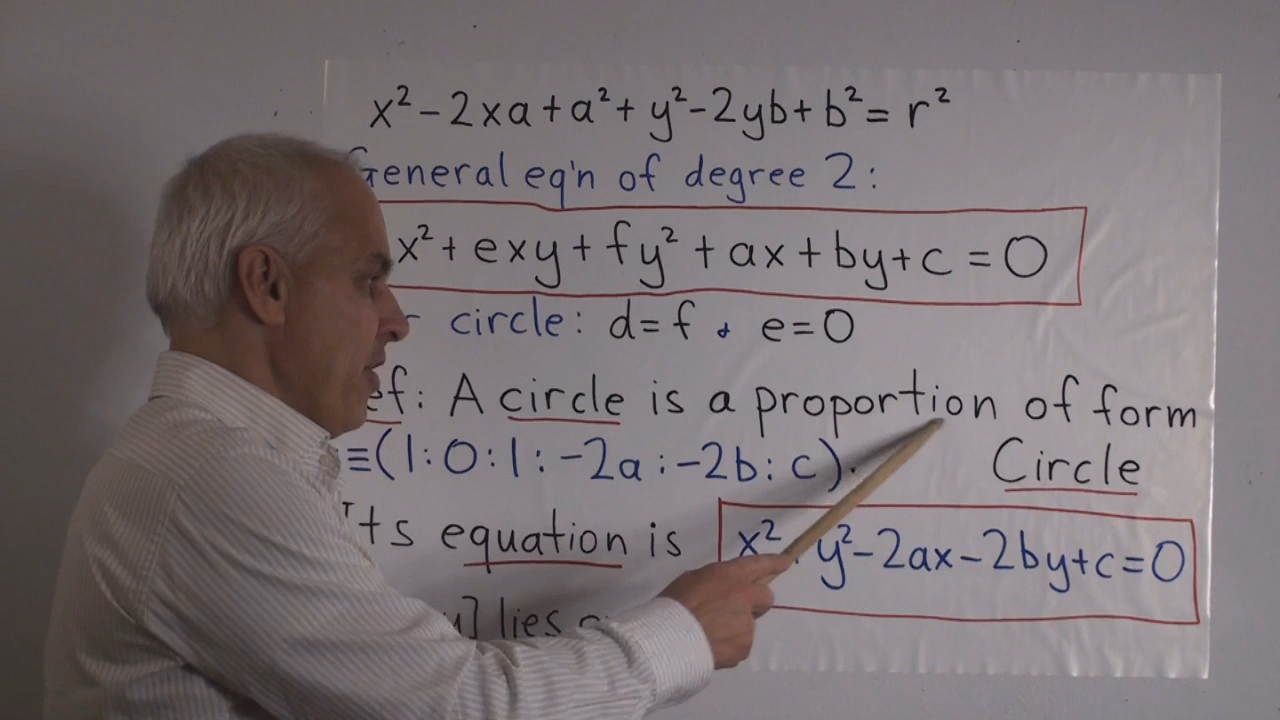 x² - 2xa + a² + y² - 2yb + b² = r²
General eq'n of degree 2:
x² + exy + fy² + ax + by + c = 0
circle: d = f & e = 0
ef: A circle is a proportion of form
≡ (1 : 0 : 1 : -2a : -2b : c).
Circle
Its equation is x² y² - 2ax - 2by + c = 0
y] lies